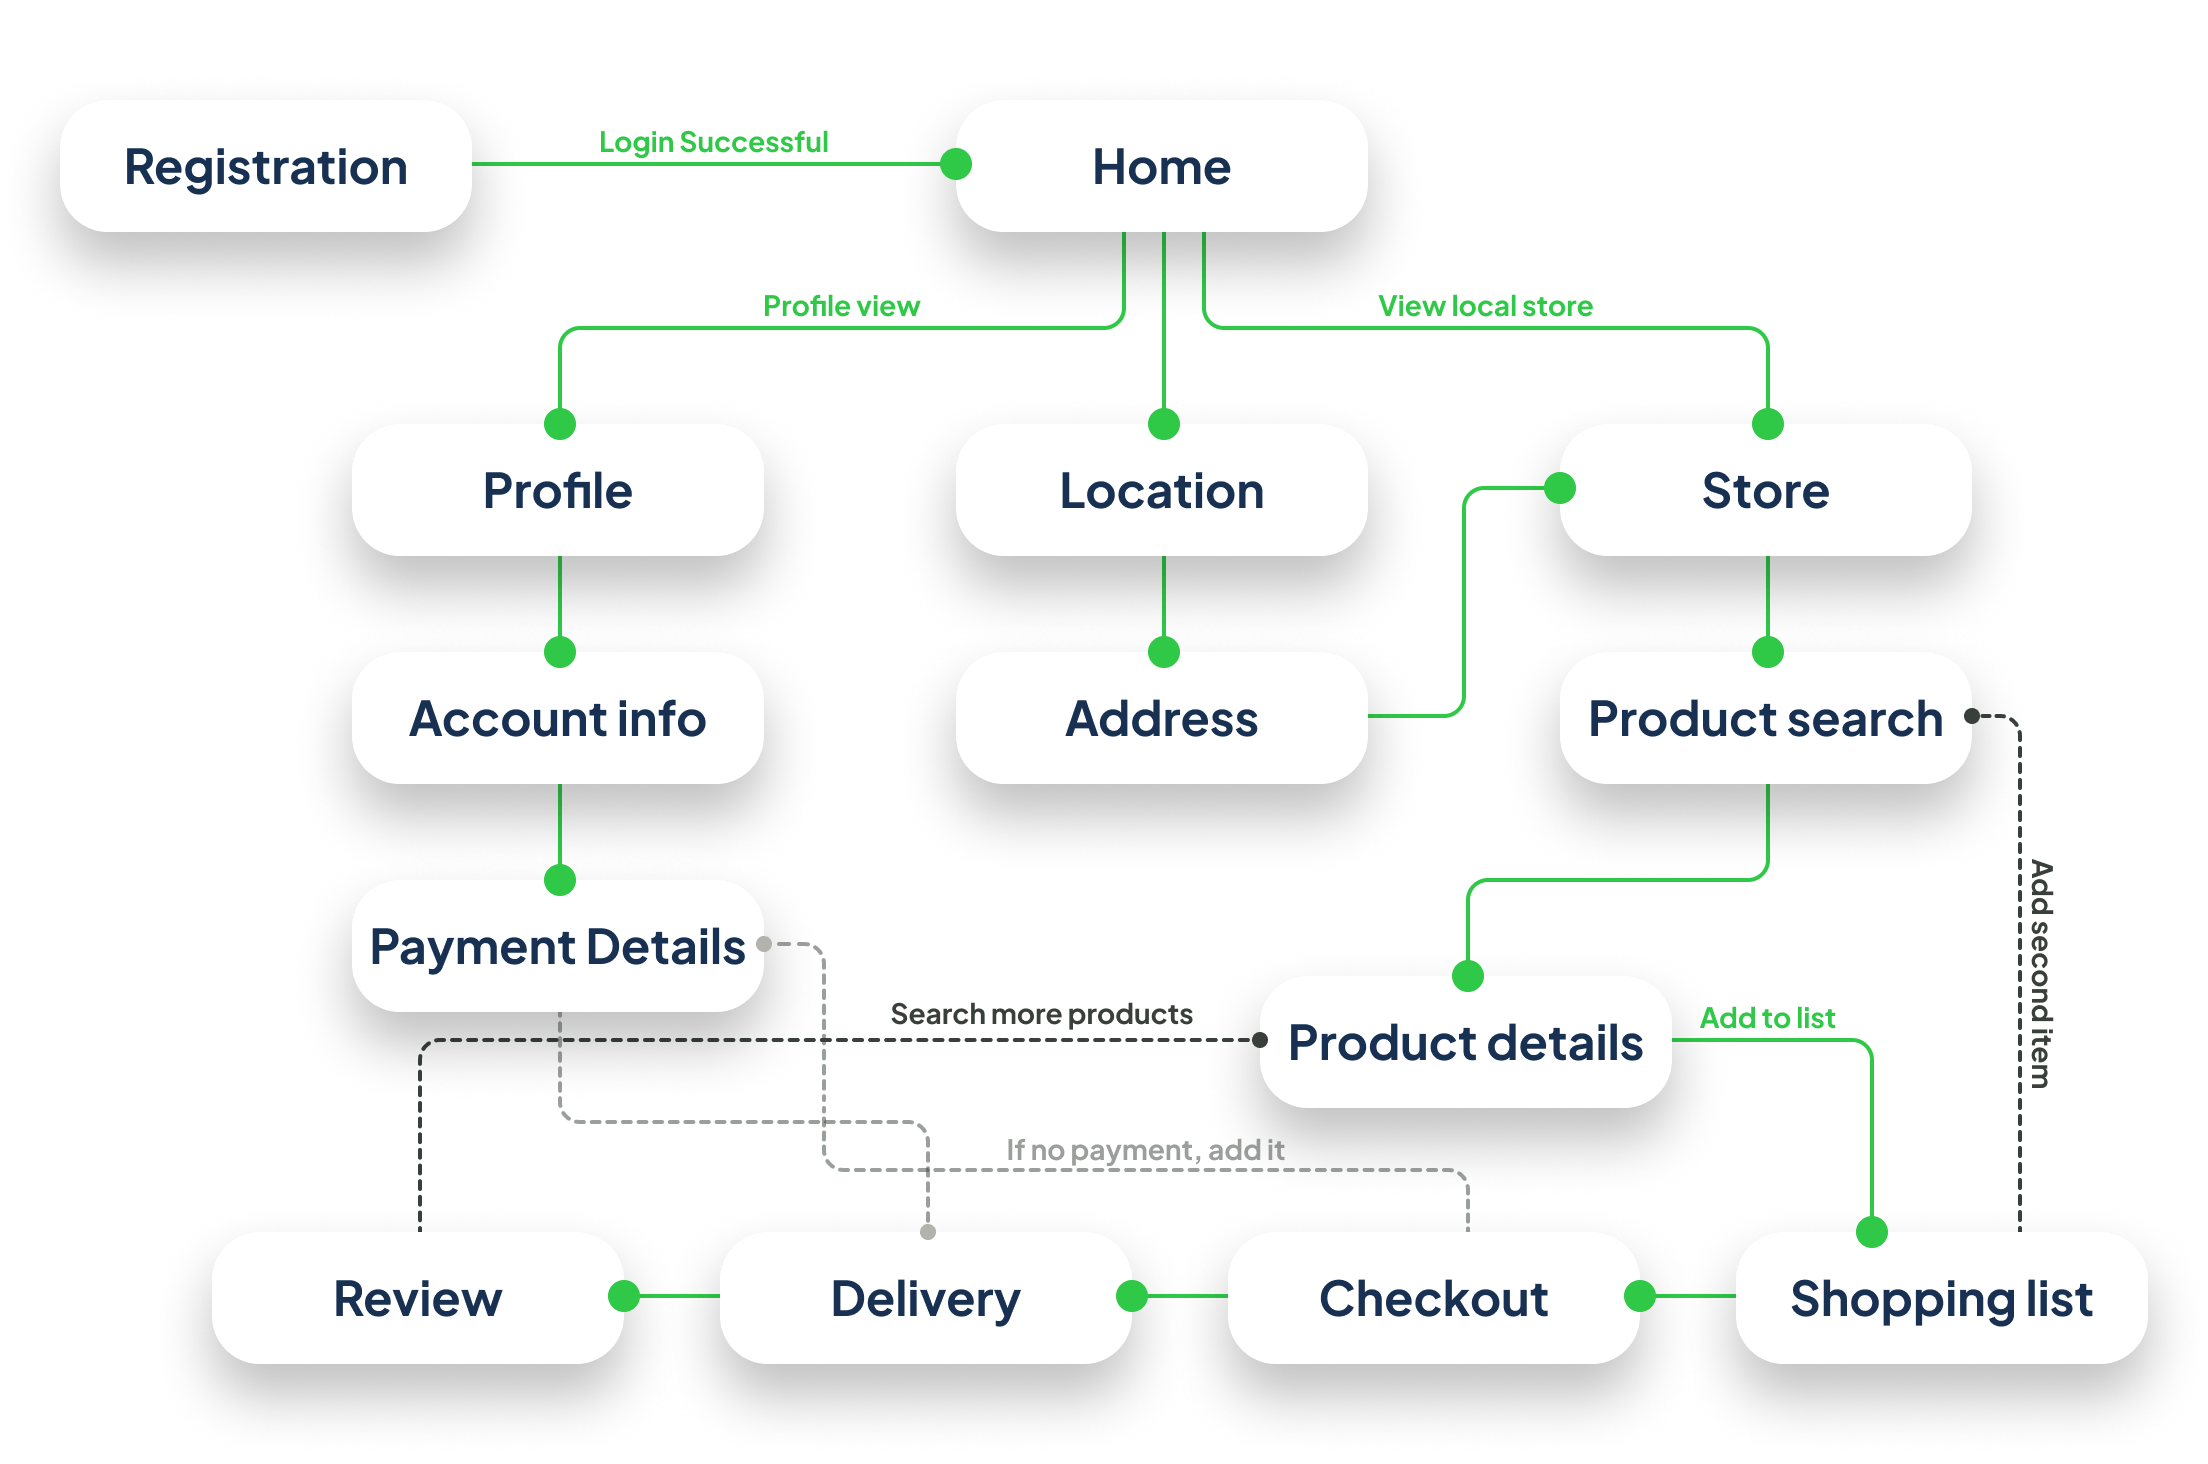 Registration
Login Successful
Home
Profile view
View local store
Profile
Location
Store
Account info
Address
Product search
Payment Details
Search more products
Product details
Add to list
Add second item
If no payment, add it
Review
Delivery
Checkout
Shopping list